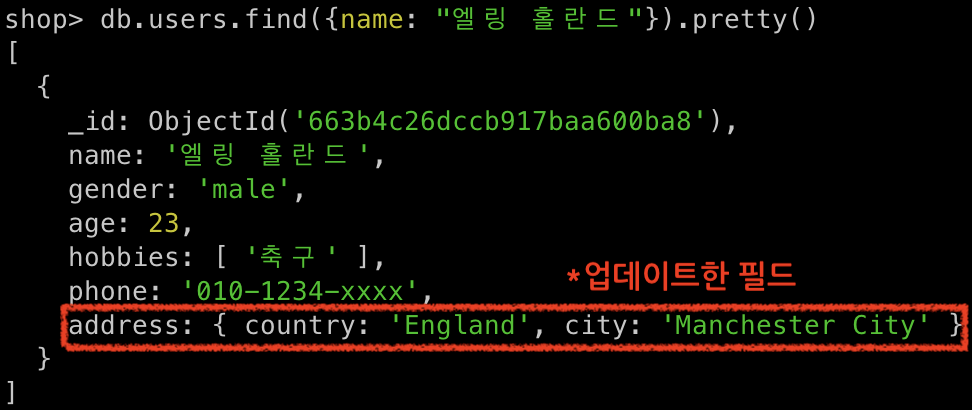 shop> db.users.find({name: "엘링 홀란드"}).pretty()
[
  {
    _id: ObjectId('663b4c26dccb917baa600ba8'),
    name: '엘링 홀란드',
    gender: 'male',
    age: 23,
    hobbies: [ '축구' ],
*업데이트한 필드
    phone: '010-1234-xxxx',
    address: { country: 'England', city: 'Manchester City' }
  }
]